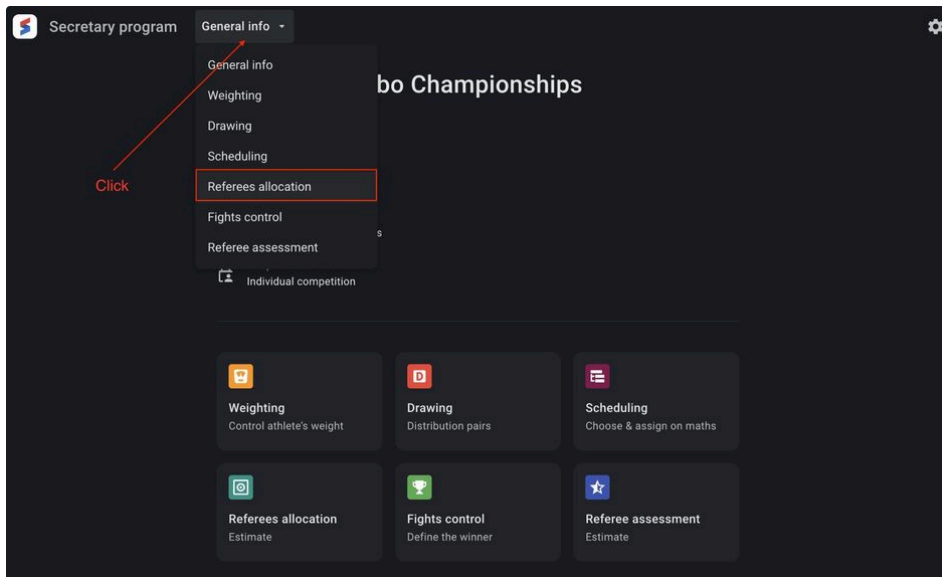 Secretary program
General info
General info
Weighting
bo Championships
Drawing
Scheduling
Click
Referees allocation
Fights control
s
Referee assessment
Individual competition
D
Weighting
Drawing
Scheduling
Control athlete's weight
Distribution pairs
Choose & assign on maths
Referees allocation
Fights control
Referee assessment
Estimate
Define the winner
Estimate